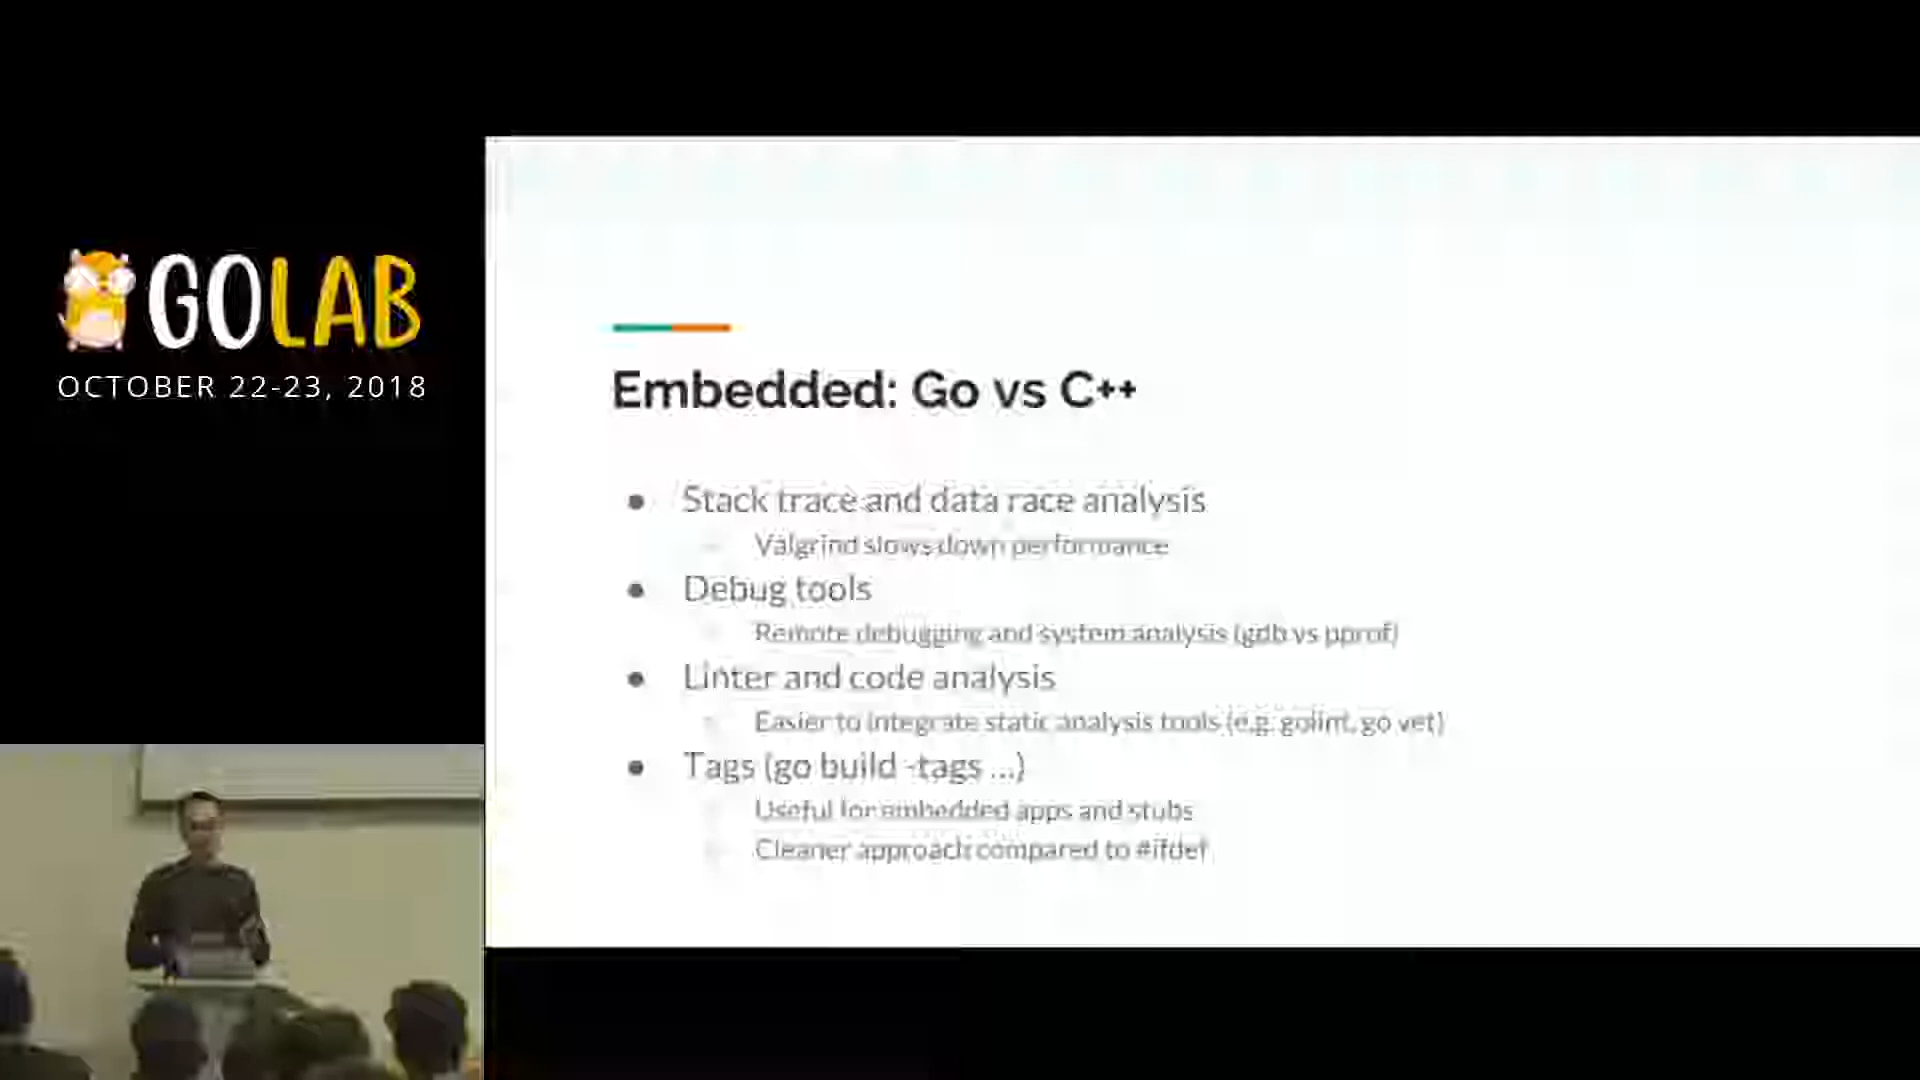 GOLAB
OCTOBER 22-23, 2018
Embedded: Go vs C++
Stack trace and data race analysis
Valgrind slows down performance
Debug tools
Remote debugging and system analysis (gdb vs pprof)
Linter and code analysis
Easier to integrate static analysis tools (e.g. golint, go vet)
Tags (go build -tags ...)
Useful for embedded apps and stubs
Cleaner approach compared to #ifdef